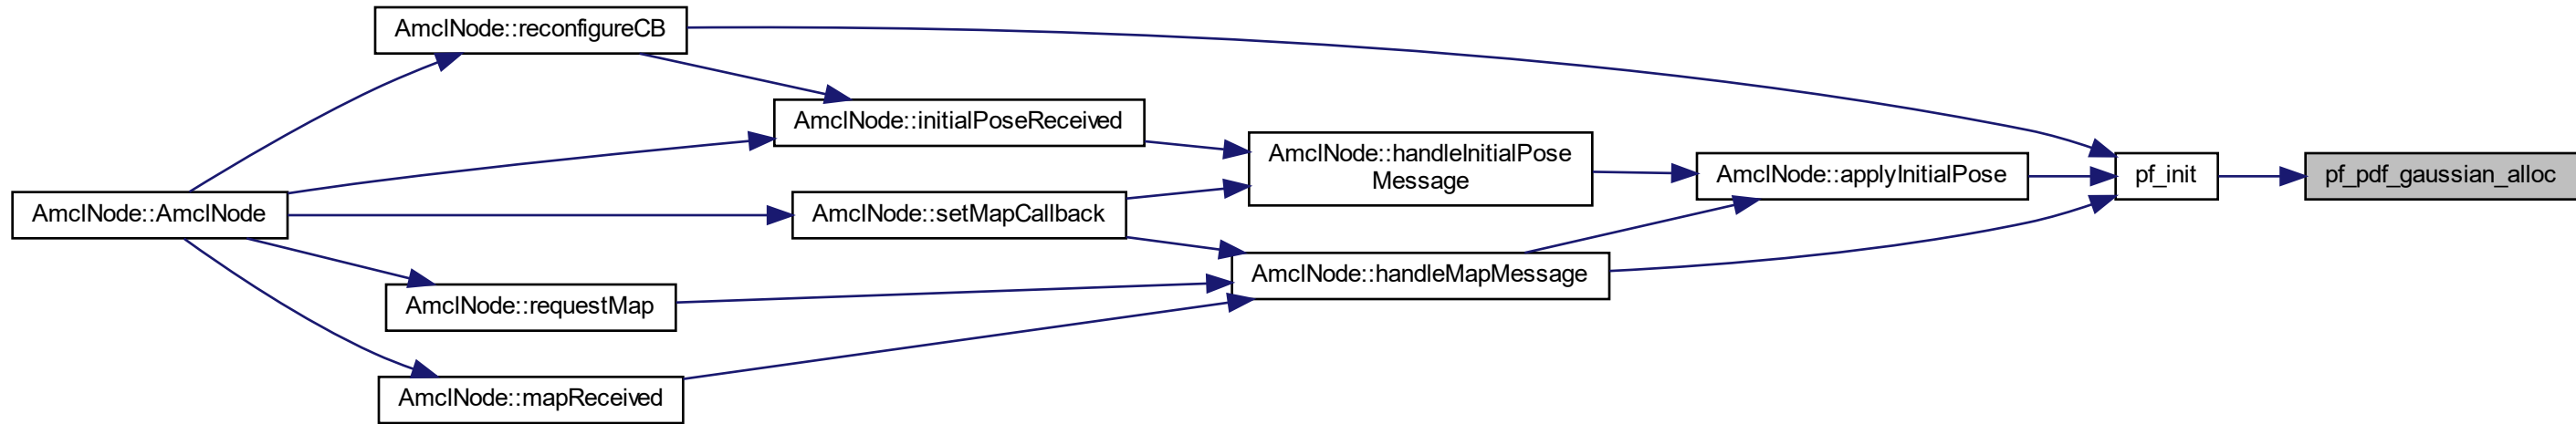 AmclNode::reconfigureCB
AmclNode::initialPoseReceived
AmclNode::handleInitialPose
Message
AmclNode::applyInitialPose
pf_init
pf_pdf_gaussian_alloc
AmclNode::AmclNode
AmclNode::setMapCallback
AmclNode::handleMapMessage
AmclNode::requestMap
AmclNode::mapReceived